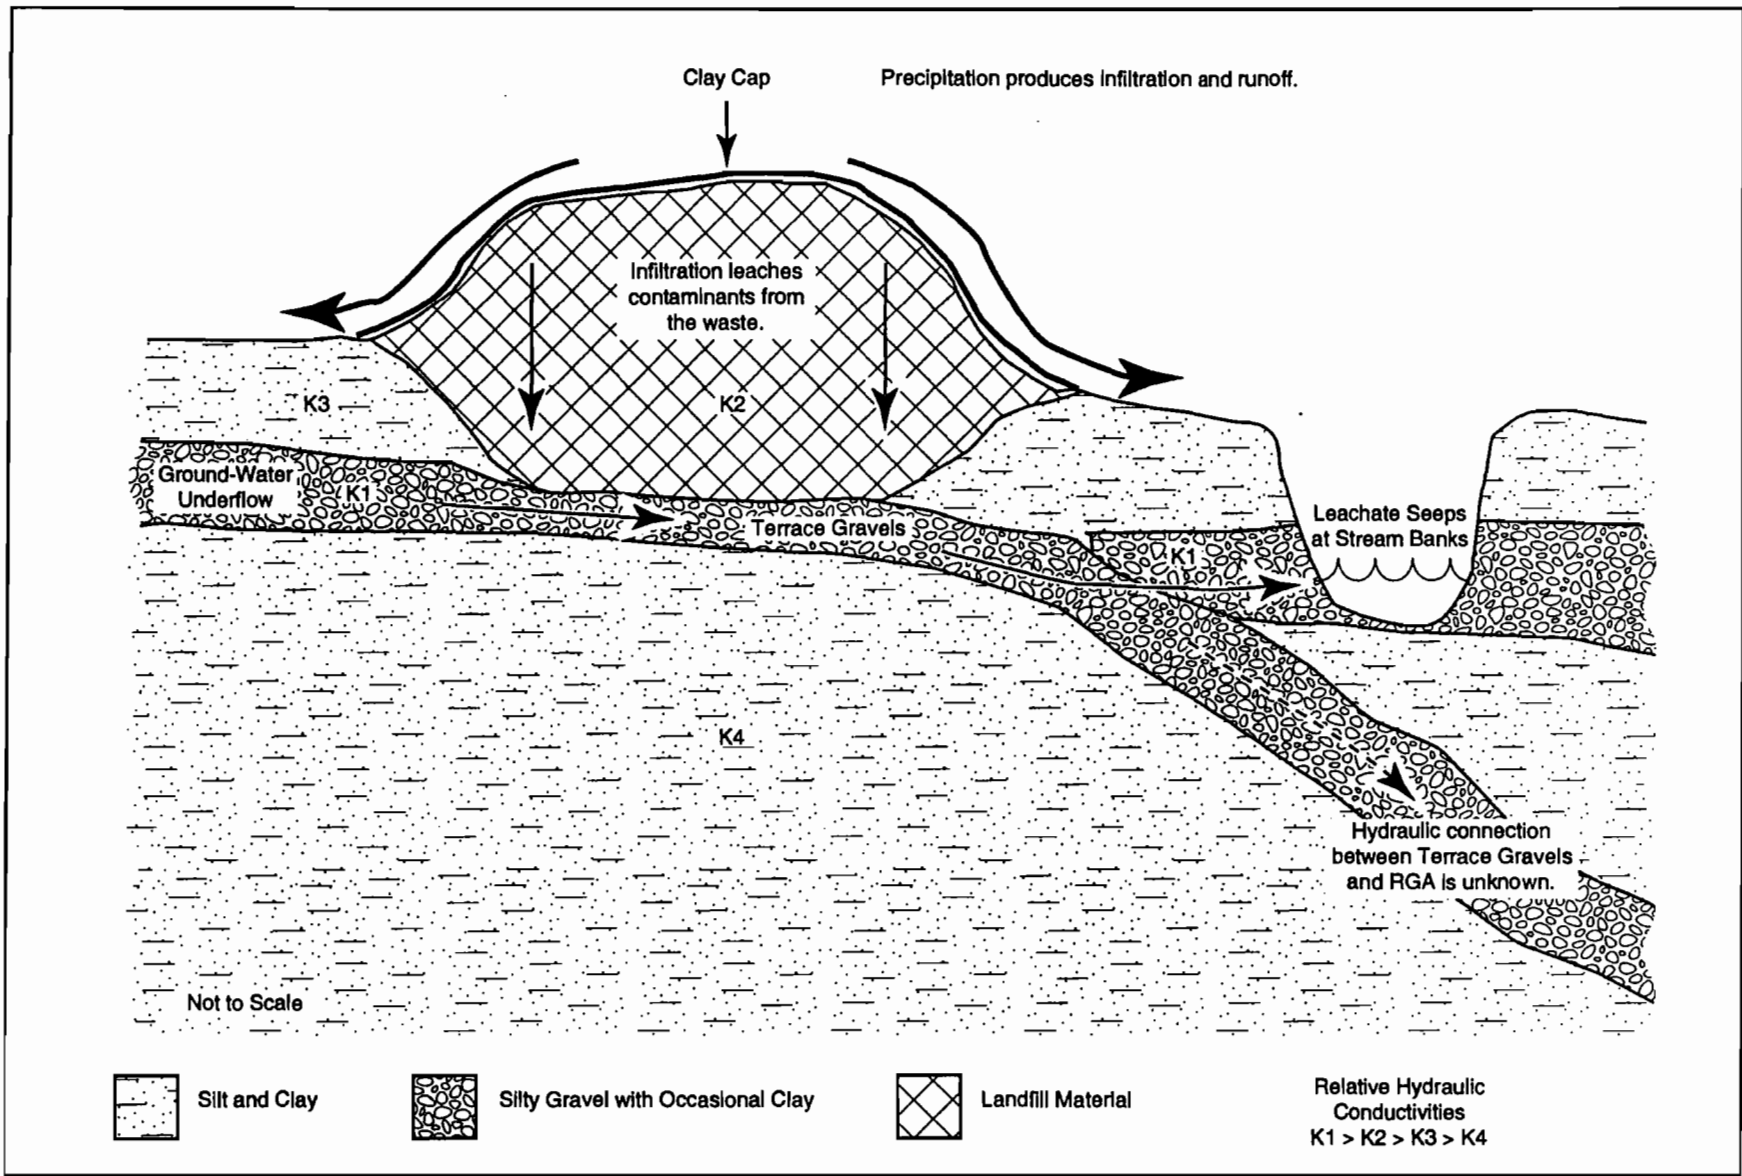 Clay Cap
Precipitation produces infiltration and runoff.
Infiltration leaches
contaminants from
the waste.
K3
K2
Ground-Water
Underflow
K1
Terrace Gravels
K1
Leachate Seeps
at Stream Banks
K4
Hydraulic connection
between Terrace Gravels
and RGA is unknown.
Not to Scale
Silt and Clay
Silty Gravel with Occasional Clay
Landfill Material
Relative Hydraulic
Conductivities
K1 > K2 > K3 > K4